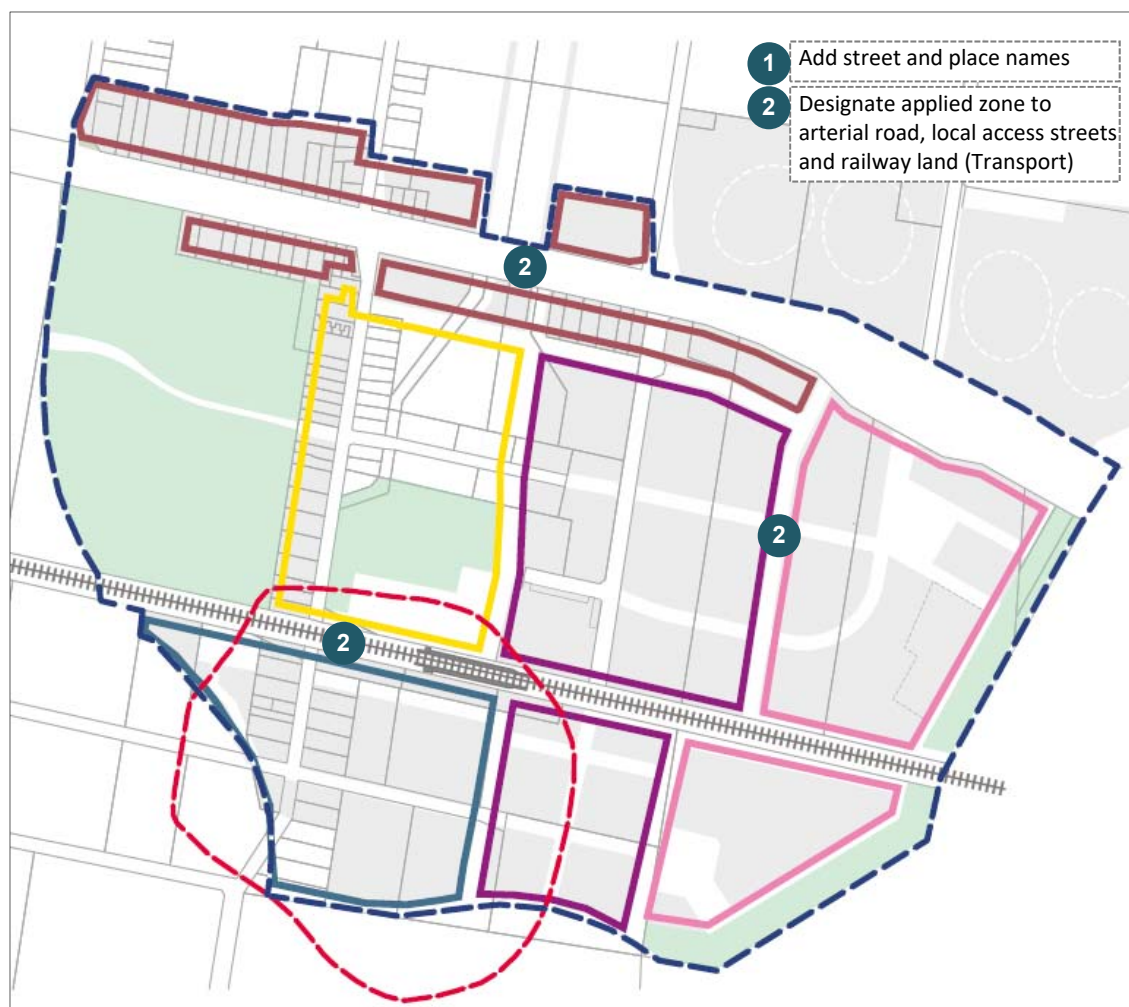 1 Add street and place names
2 Designate applied zone to
arterial road, local access streets
and railway land (Transport)
2
2
2